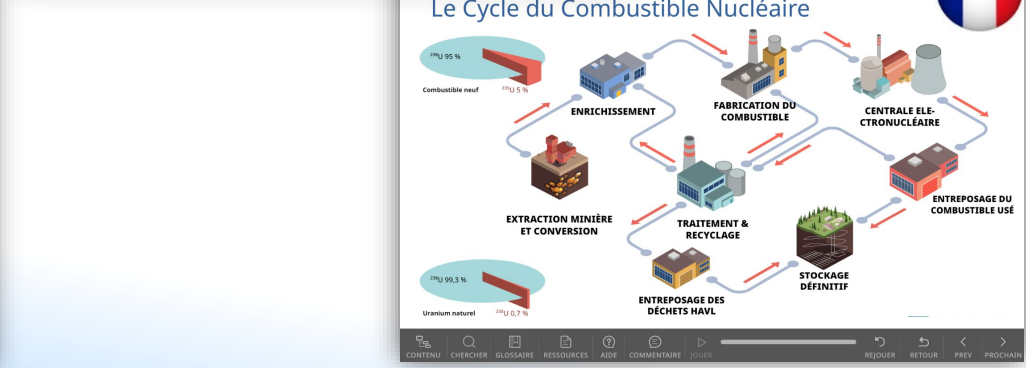 Le Cycle du Combustible Nucléaire
²³⁸U 95 %
Combustible neuf
²³⁵U 5 %
ENRICHISSEMENT
FABRICATION DU
COMBUSTIBLE
CENTRALE ELE-
CTRONUCLÉAIRE
EXTRACTION MINIÈRE
ET CONVERSION
TRAITEMENT &
RECYCLAGE
ENTREPOSAGE DU
COMBUSTIBLE USÉ
STOCKAGE
DÉFINITIF
ENTREPOSAGE DES
DÉCHETS HAVL
²³⁸U 99,3 %
Uranium naturel
²³⁵U 0,7 %
CONTENU CHERCHER GLOSSAIRE RESSOURCES AIDE COMMENTAIRE JOUER REJOUER RETOUR PREV PROCHAIN